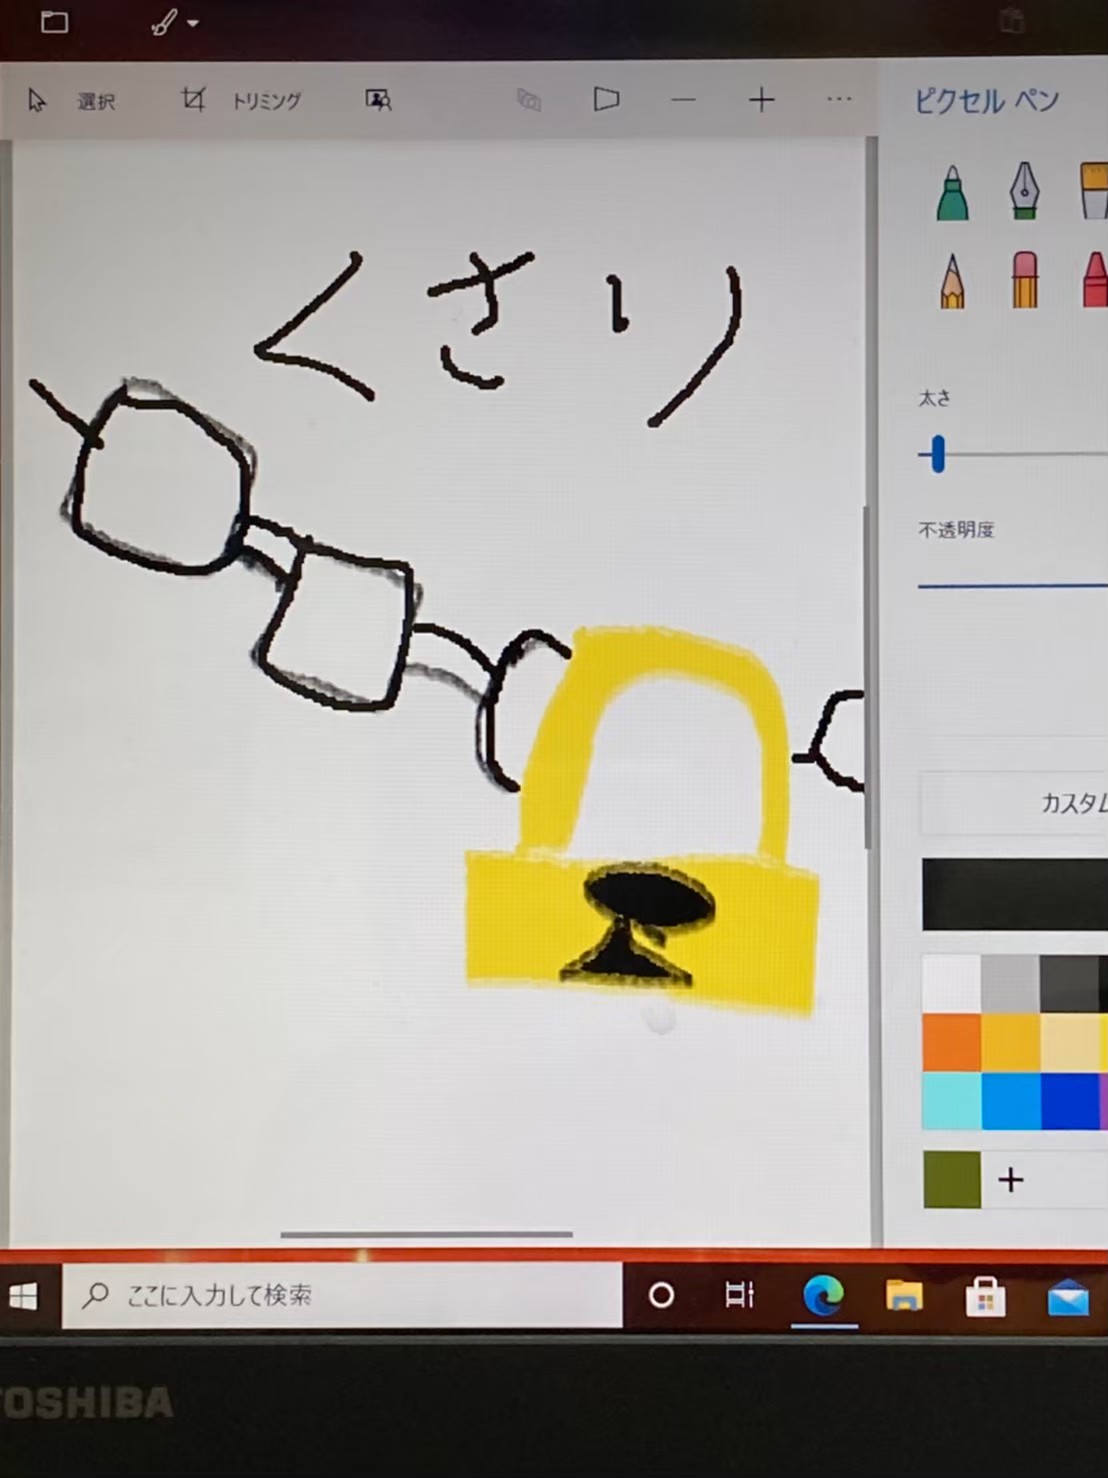 選択 トリミング
ピクセル ペン
くさり
太さ
不透明度
カスタム
ここに入力して検索
TOSHIBA